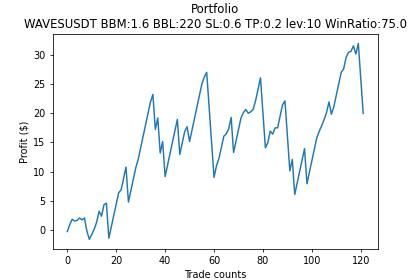 Portfolio
WAVESUSDT BBM:1.6 BBL:220 SL:0.6 TP:0.2 lev:10 WinRatio:75.0
Profit ($)
30
25
20
15
10
5
0
0 20 40 60 80 100 120
Trade counts